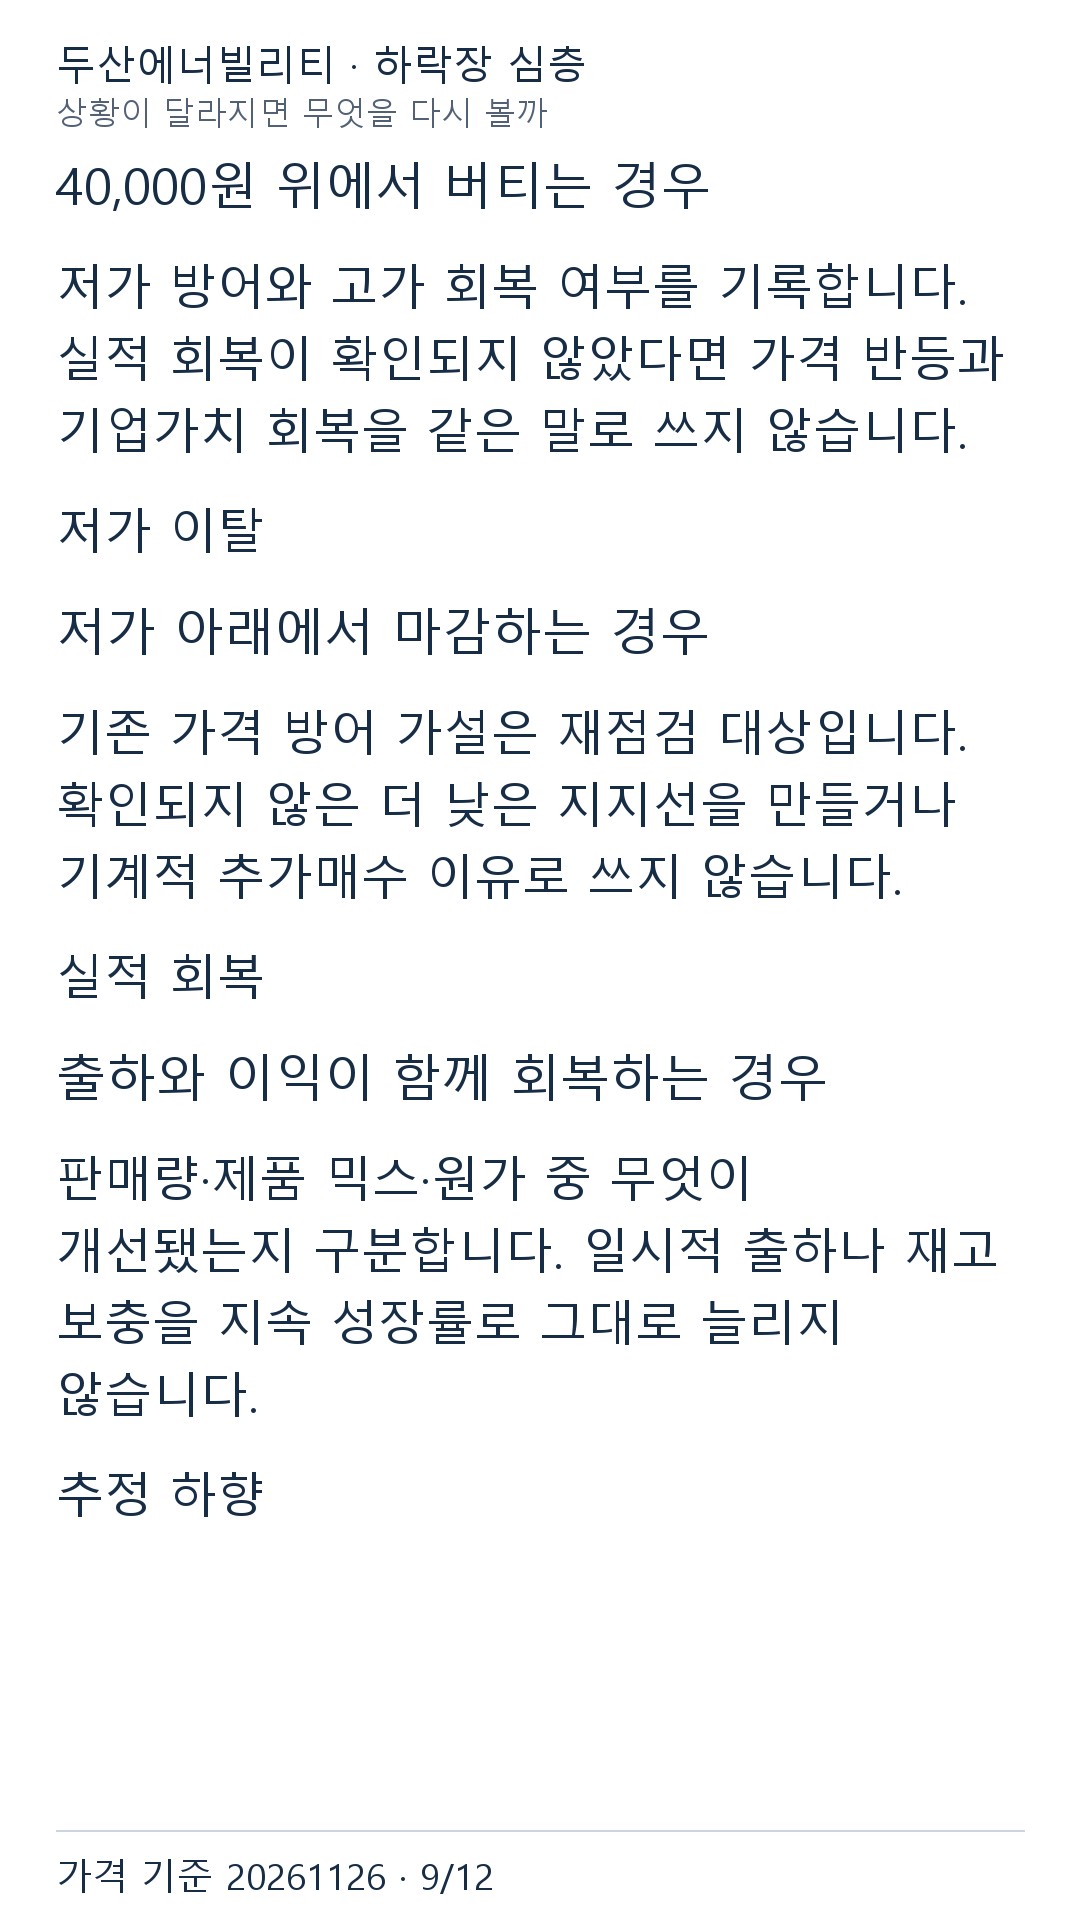 두산에너빌리티 · 하락장 심층
상황이 달라지면 무엇을 다시 볼까
40,000원 위에서 버티는 경우
저가 방어와 고가 회복 여부를 기록합니다.
실적 회복이 확인되지 않았다면 가격 반등과
기업가치 회복을 같은 말로 쓰지 않습니다.
저가 이탈
저가 아래에서 마감하는 경우
기존 가격 방어 가설은 재점검 대상입니다.
확인되지 않은 더 낮은 지지선을 만들거나
기계적 추가매수 이유로 쓰지 않습니다.
실적 회복
출하와 이익이 함께 회복하는 경우
판매량·제품 믹스·원가 중 무엇이
개선됐는지 구분합니다. 일시적 출하나 재고
보충을 지속 성장률로 그대로 늘리지
않습니다.
추정 하향
가격 기준 20261126 · 9/12